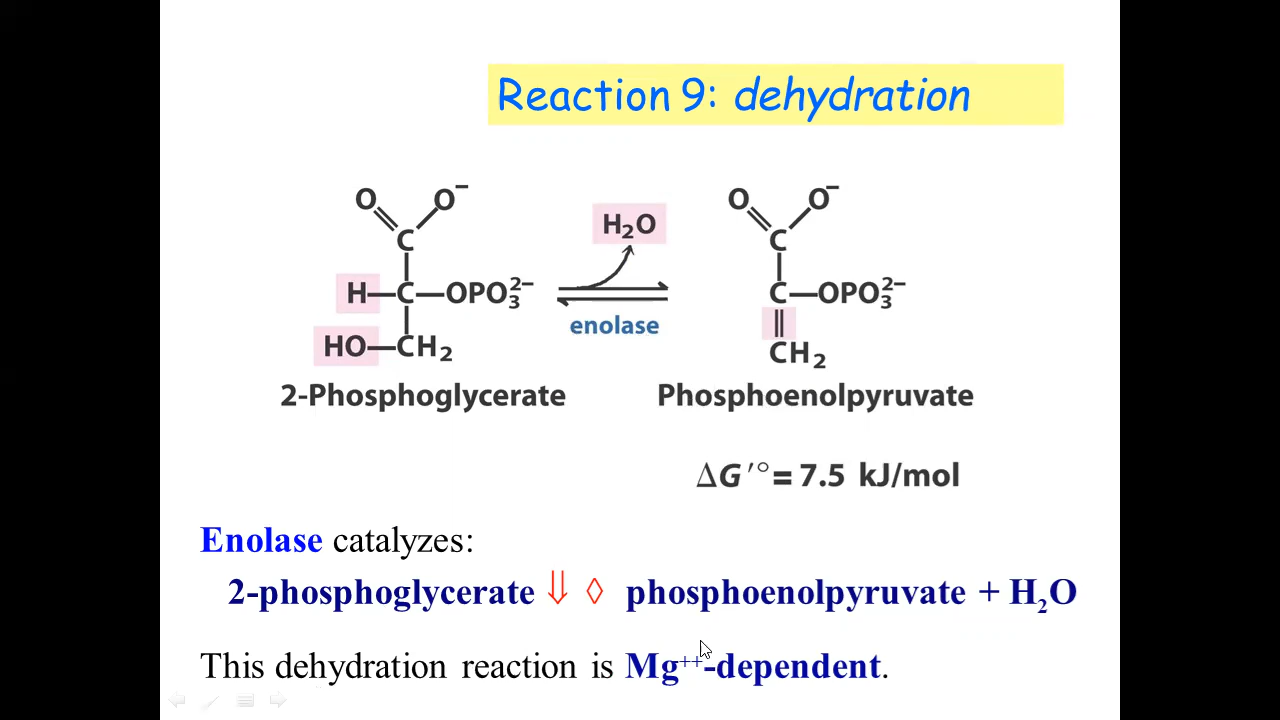 Reaction 9: dehydration
O O⁻ O O⁻
H₂O
C C
H—C—OPO₃²⁻ C—OPO₃²⁻
enolase
HO—CH₂ CH₂
2-Phosphoglycerate Phosphoenolpyruvate
ΔG′° = 7.5 kJ/mol
Enolase catalyzes:
2-phosphoglycerate ⇓ ◊ phosphoenolpyruvate + H₂O
This dehydration reaction is Mg⁺⁺-dependent.